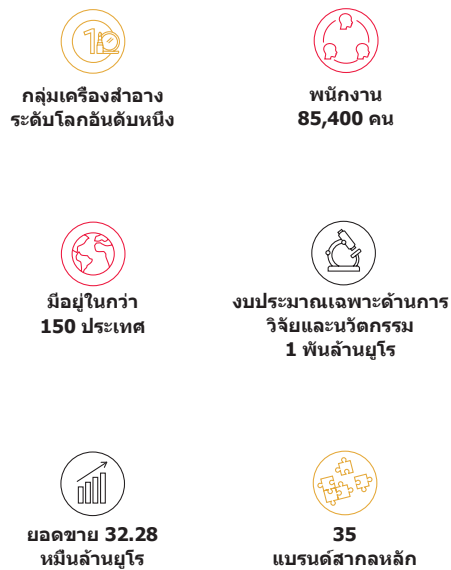 1
กลุ่มเครื่องสำอาง
ระดับโลกอันดับหนึ่ง
พนักงาน
85,400 คน
มีอยู่ในกว่า
150 ประเทศ
งบประมาณเฉพาะด้านการ
วิจัยและนวัตกรรม
1 พันล้านยูโร
ยอดขาย 32.28
หมื่นล้านยูโร
35
แบรนด์สากลหลัก